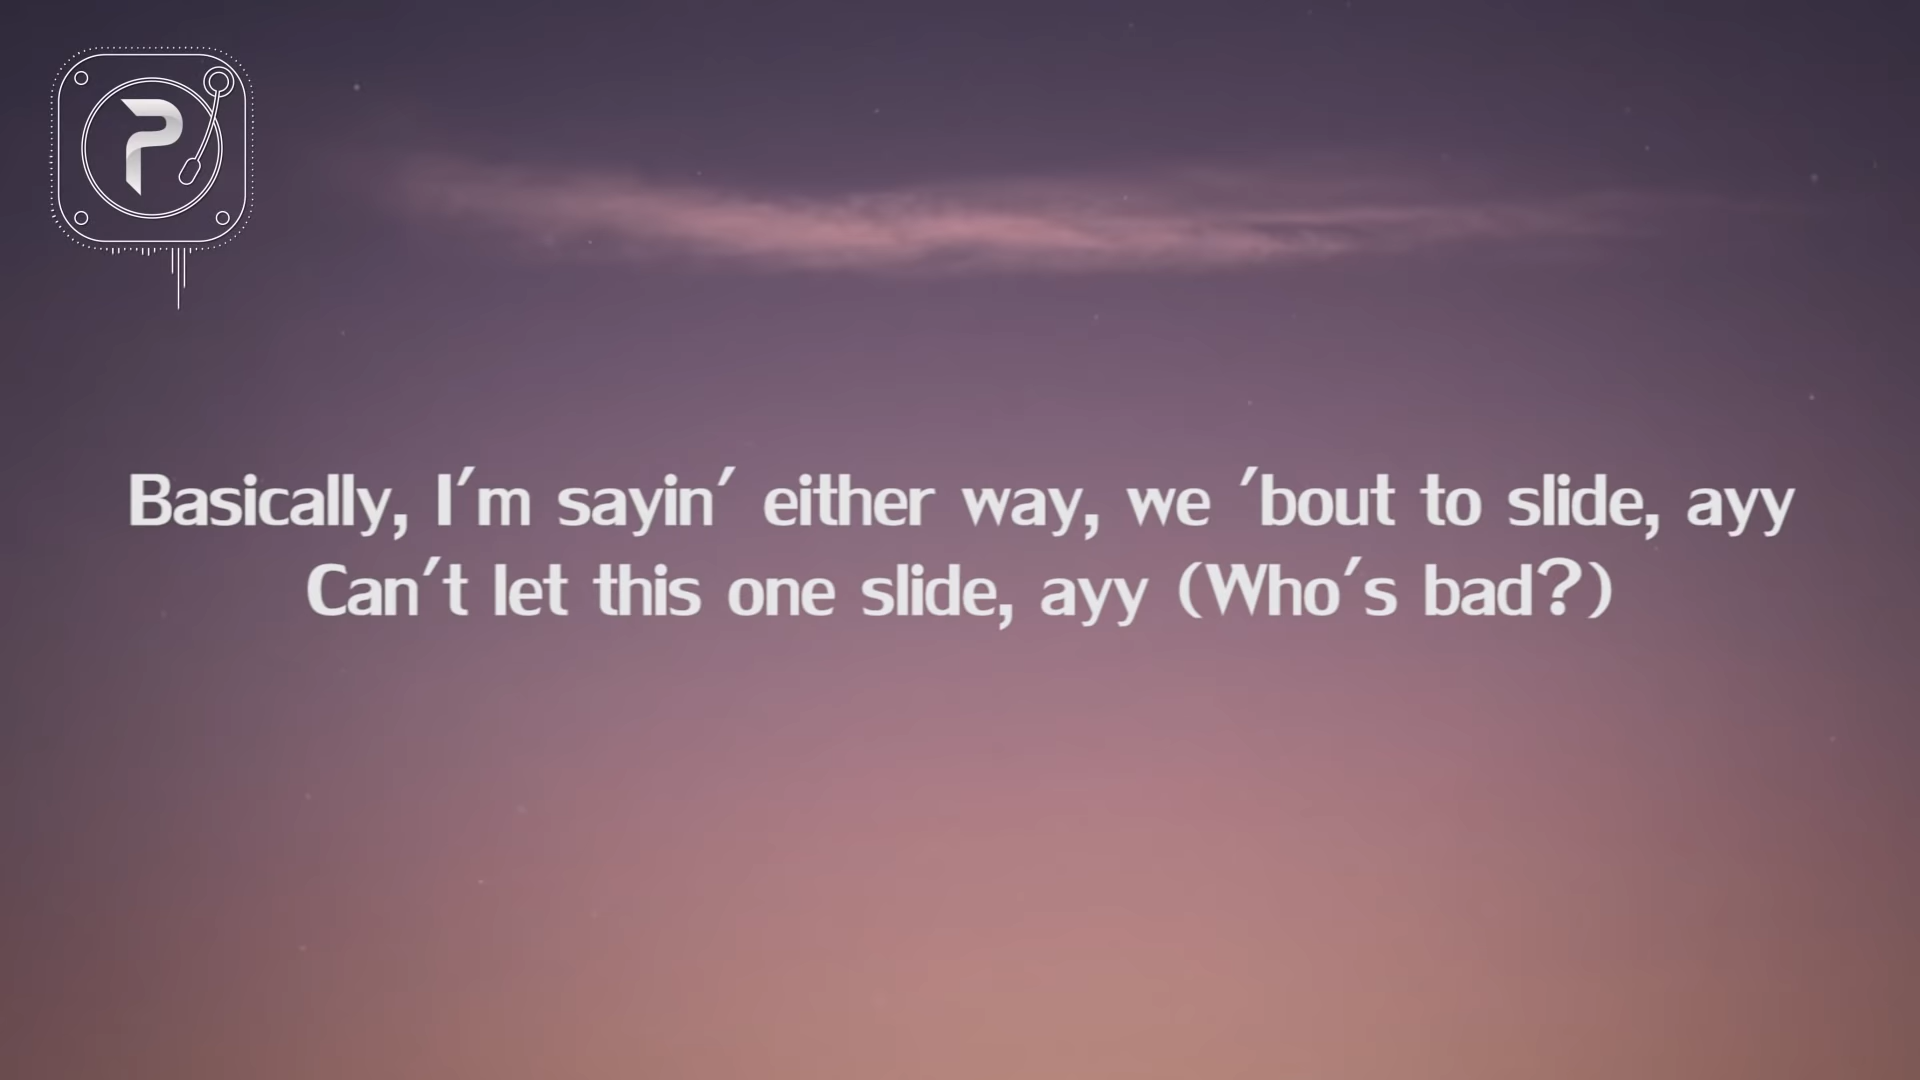 P
Basically, I'm sayin' either way, we 'bout to slide, ayy
Can't let this one slide, ayy (Who's bad?)